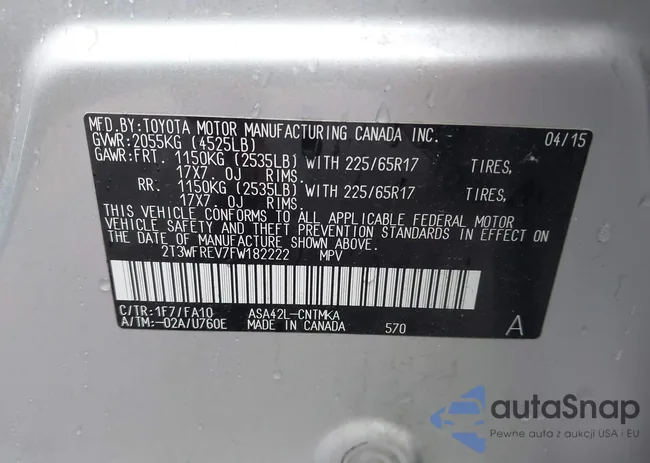 MFD.BY:TOYOTA MOTOR MANUFACTURING CANADA INC. 04/15
GVWR:2055KG (4525LB)
GAWR:FRT. 1150KG (2535LB) WITH 225/65R17 TIRES,
17X7. 0J RIMS.
RR. 1150KG (2535LB) WITH 225/65R17 TIRES,
17X7. 0J RIMS.
THIS VEHICLE CONFORMS TO ALL APPLICABLE FEDERAL MOTOR
VEHICLE SAFETY AND THEFT PREVENTION STANDARDS IN EFFECT ON
THE DATE OF MANUFACTURE SHOWN ABOVE.
2T3WFREV7FW182222 MPV
C/TR:1F7/FA10 ASA42L-CNTMKA
A/TM:-02A/U760E MADE IN CANADA 570 A
autaSnap
Pewne auta z aukcji USA i EU